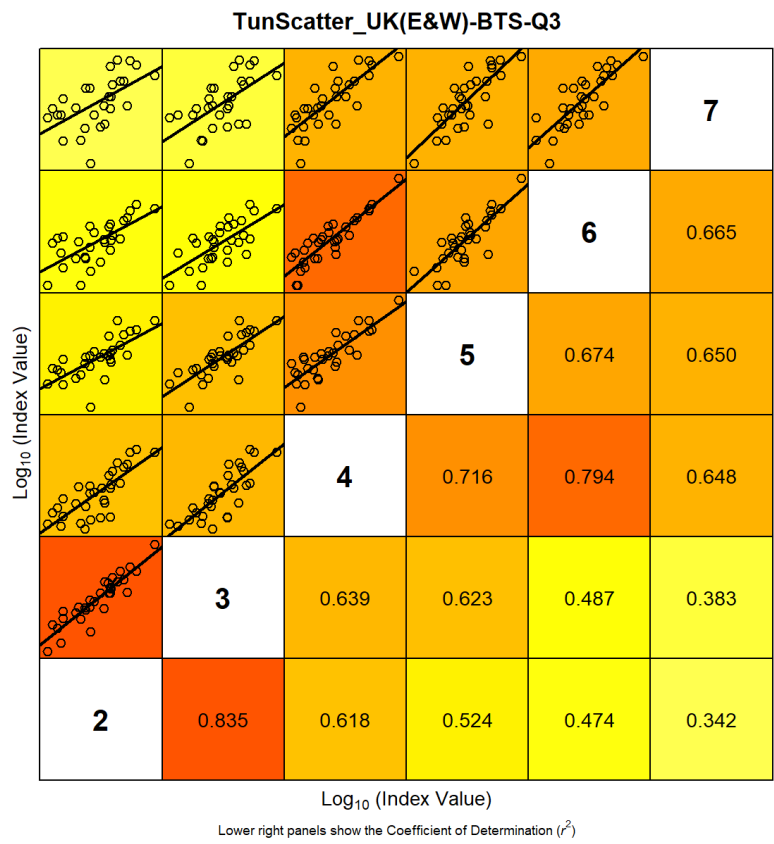 TunScatter_UK(E&W)-BTS-Q3
7
6 0.665
5 0.674 0.650
4 0.716 0.794 0.648
3 0.639 0.623 0.487 0.383
2 0.835 0.618 0.524 0.474 0.342
Log₁₀ (Index Value)
Log₁₀ (Index Value)
Lower right panels show the Coefficient of Determination (r²)